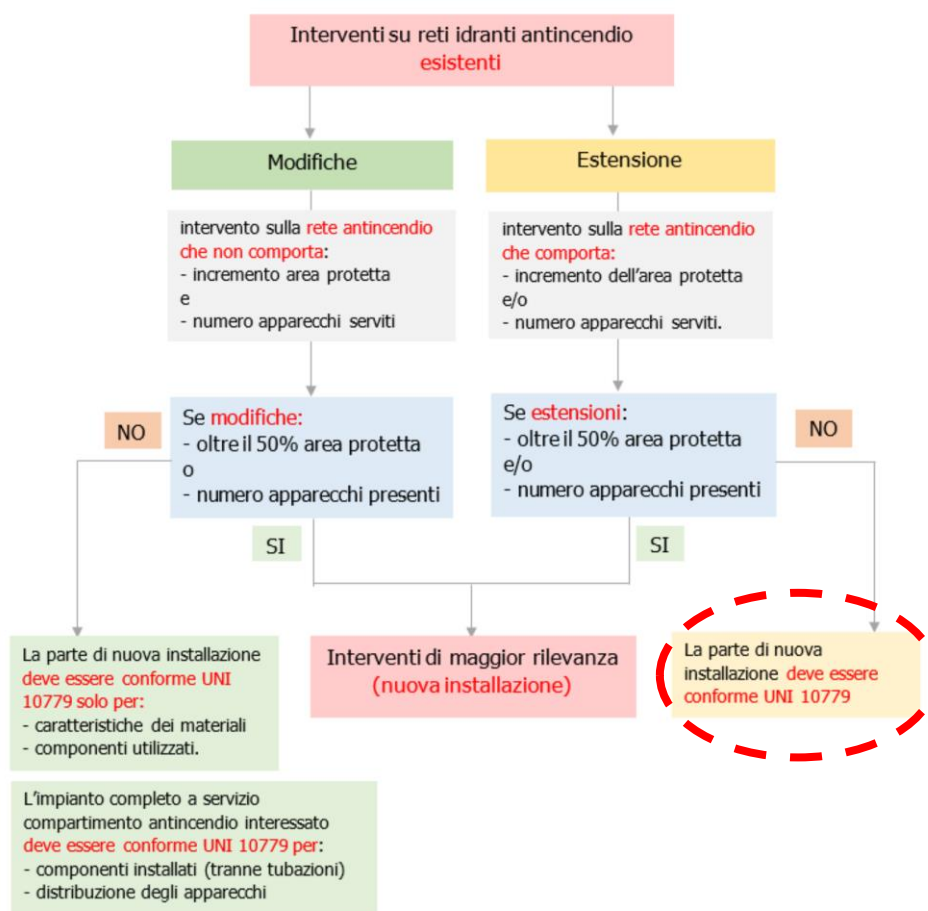 Interventi su reti idranti antincendio
esistenti
Modifiche
Estensione
intervento sulla rete antincendio
che non comporta:
- incremento area protetta
e
- numero apparecchi serviti
intervento sulla rete antincendio
che comporta:
- incremento dell'area protetta
e/o
- numero apparecchi serviti.
NO
Se modifiche:
- oltre il 50% area protetta
o
- numero apparecchi presenti
Se estensioni:
- oltre il 50% area protetta
e/o
- numero apparecchi presenti
NO
SI
SI
La parte di nuova installazione
deve essere conforme UNI
10779 solo per:
- caratteristiche dei materiali
- componenti utilizzati.
Interventi di maggior rilevanza
(nuova installazione)
La parte di nuova
installazione deve essere
conforme UNI 10779
L'impianto completo a servizio
compartimento antincendio interessato
deve essere conforme UNI 10779 per:
- componenti installati (tranne tubazioni)
- distribuzione degli apparecchi